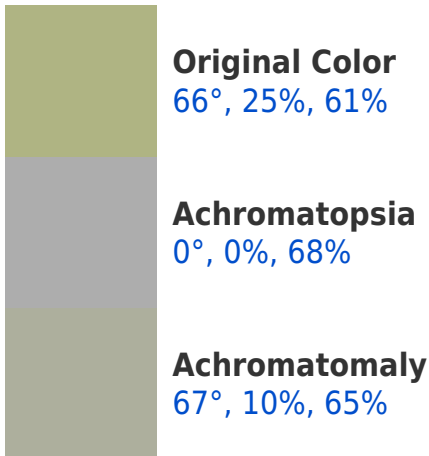 Original Color
66°, 25%, 61%
Achromatopsia
0°, 0%, 68%
Achromatomaly
67°, 10%, 65%